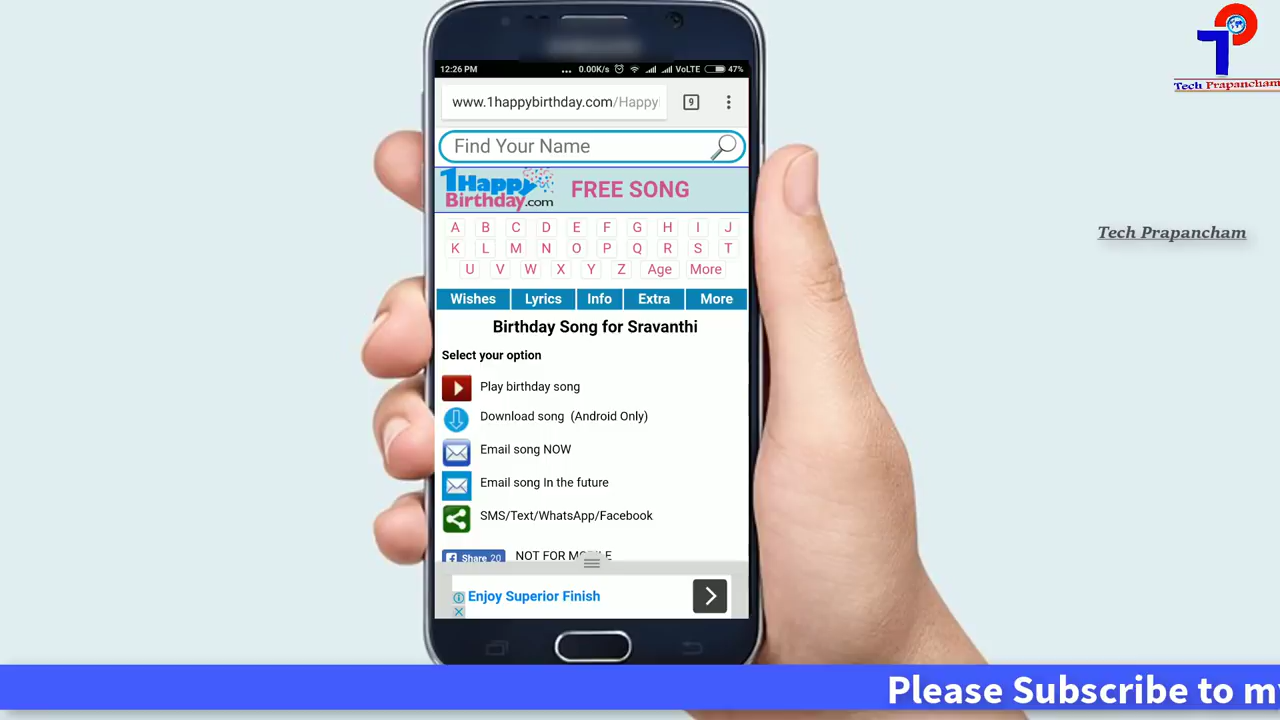 Tech Prapancham
12:26 PM ... 0.00K/s VoLTE 47%
www.1happybirthday.com/Happy
9
Find Your Name
1Happy
Birthday.com
FREE SONG
A B C D E F G H I J
K L M N O P Q R S T
U V W X Y Z Age More
Wishes Lyrics Info Extra More
Birthday Song for Sravanthi
Select your option
Play birthday song
Download song (Android Only)
Email song NOW
Email song In the future
SMS/Text/WhatsApp/Facebook
Share 20 NOT FOR MOBILE
Enjoy Superior Finish
Tech Prapancham
Please Subscribe to my